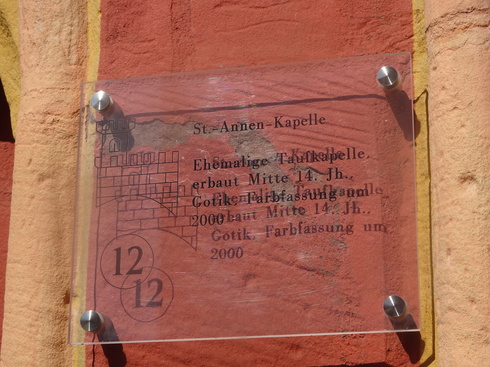 St.-Annen-Kapelle
Ehemalige Taufkapelle.
erbaut Mitte 14. Jh.,
Gotik. Farbfassung um
2000
12
12